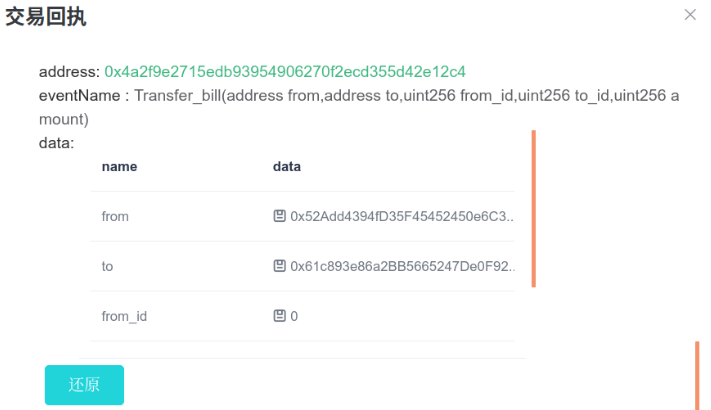 交易回执
address: 0x4a2f9e2715edb93954906270f2ecd355d42e12c4
eventName : Transfer_bill(address from,address to,uint256 from_id,uint256 to_id,uint256 a
mount)
data:
name data
from 0x52Add4394fD35F45452450e6C3..
to 0x61c893e86a2BB5665247De0F92..
from_id 0
还原